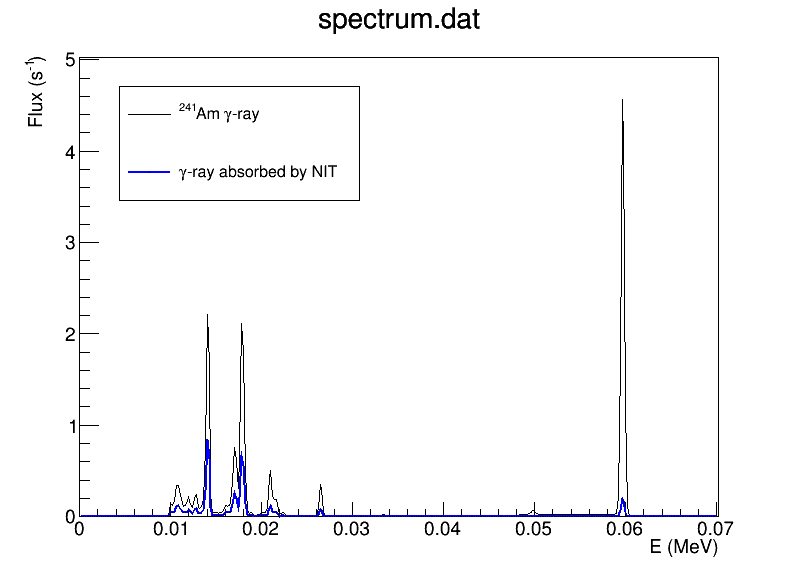 spectrum.dat
Flux (s⁻¹)
5
4
3
2
1
0
²⁴¹Am γ-ray
γ-ray absorbed by NIT
0 0.01 0.02 0.03 0.04 0.05 0.06 0.07
E (MeV)